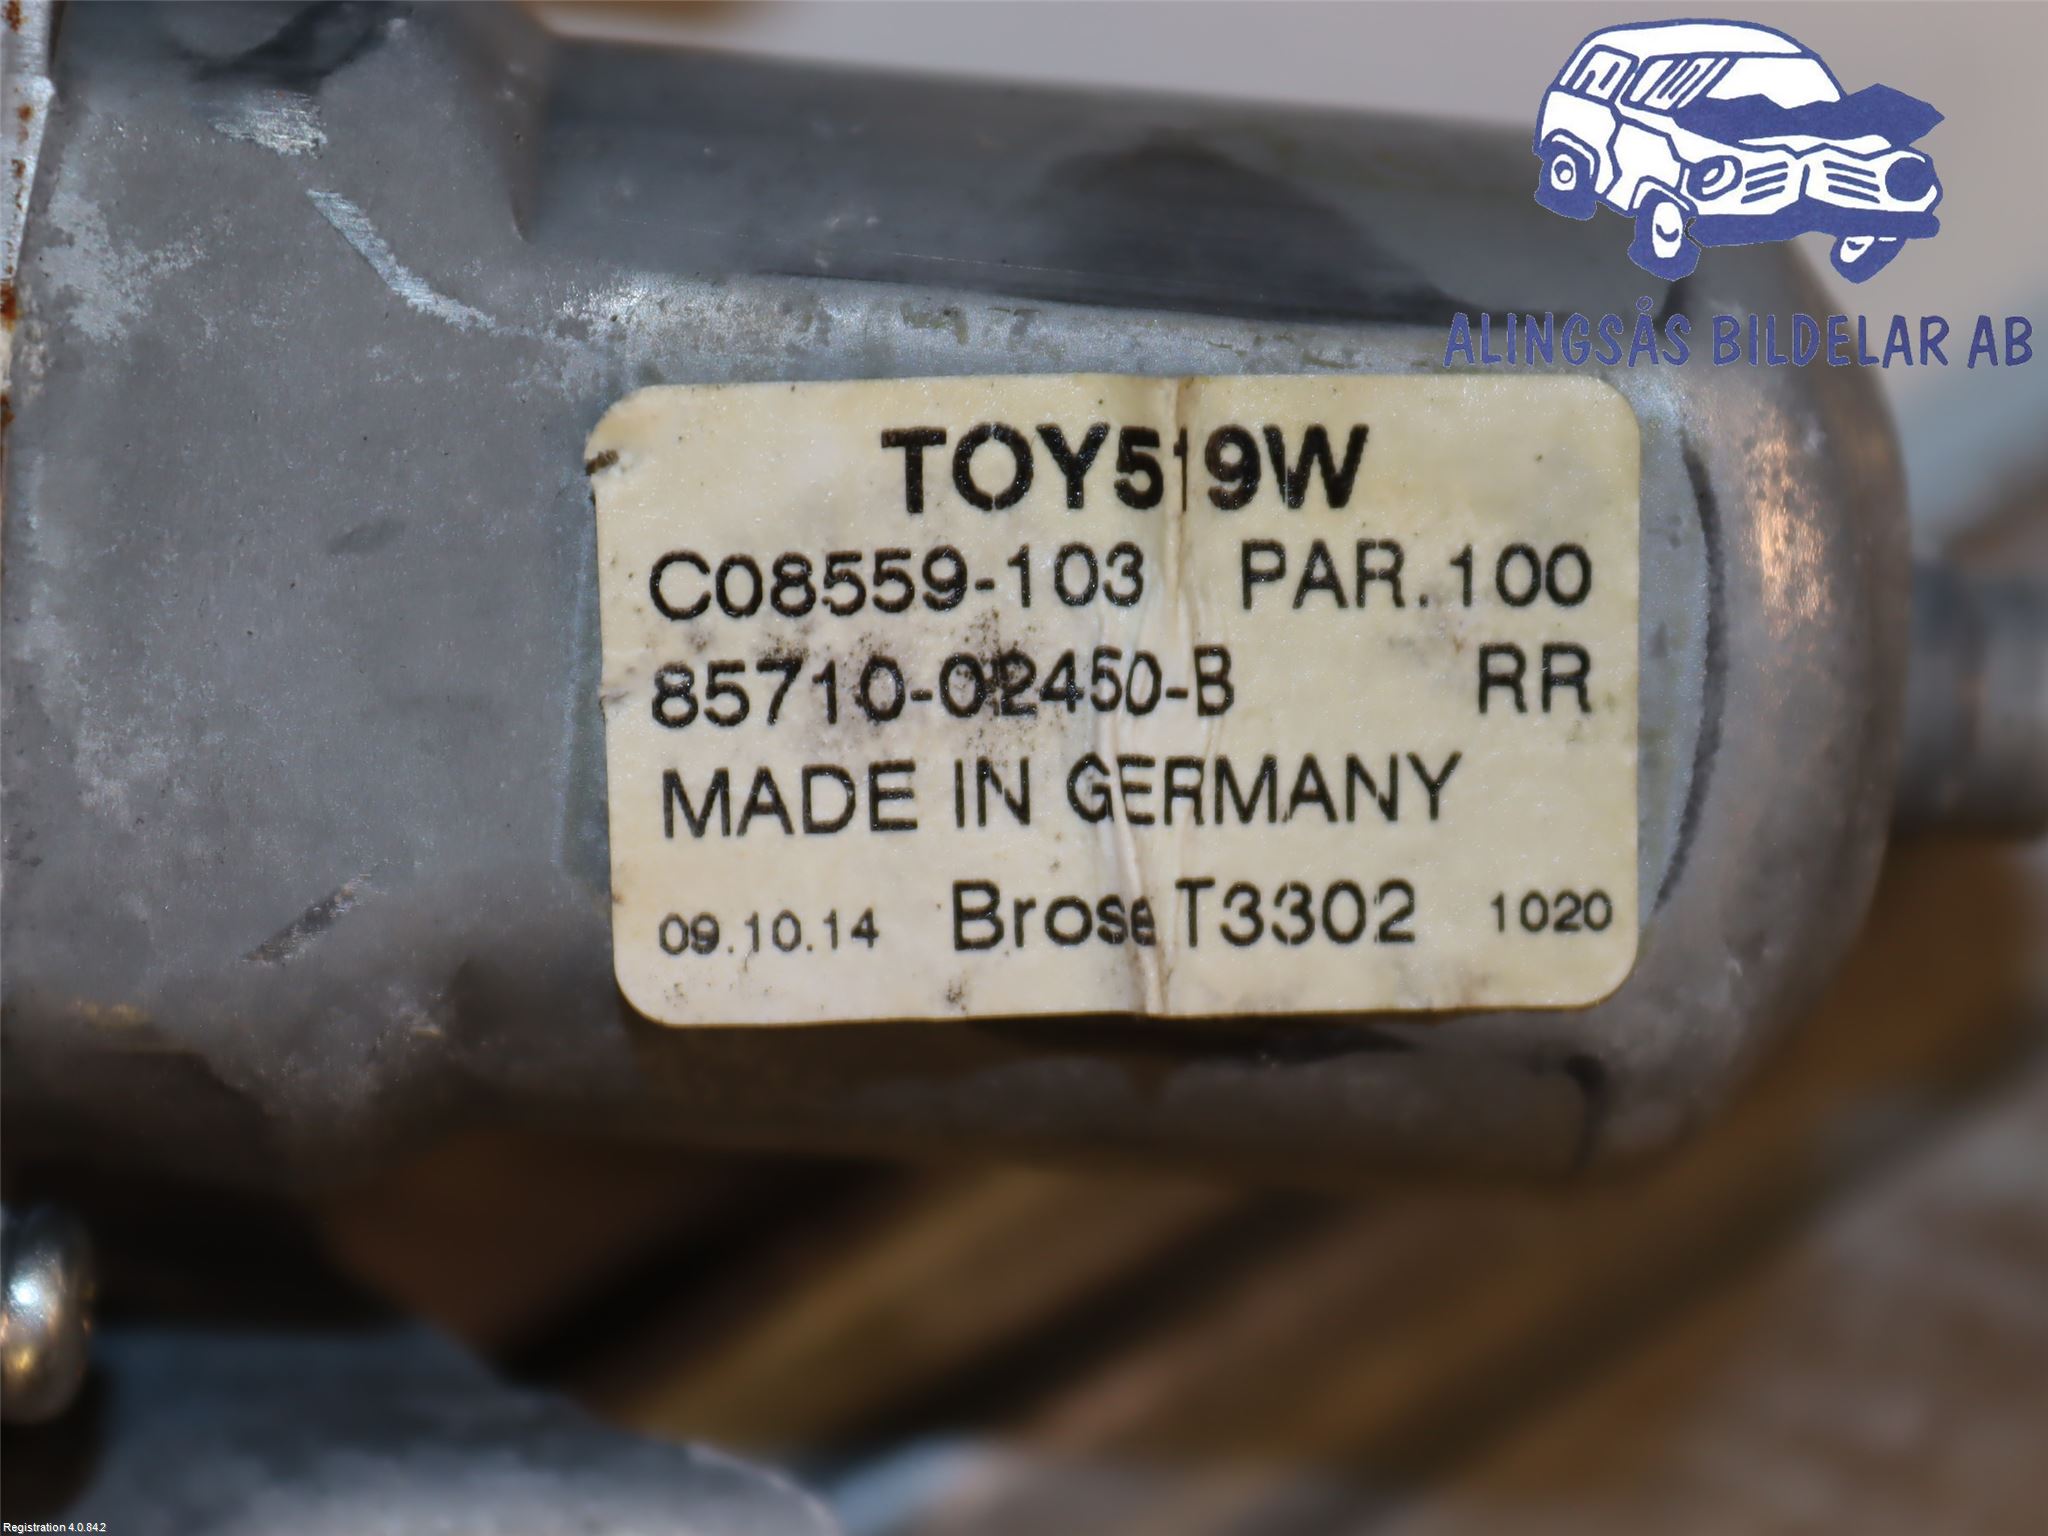 ALINGSÅS BILDELAR AB
TOY519W
C08559-103 PAR.100
85710-02450-B RR
MADE IN GERMANY
09.10.14 Brose T3302 1020
Registration 4.0.84.2